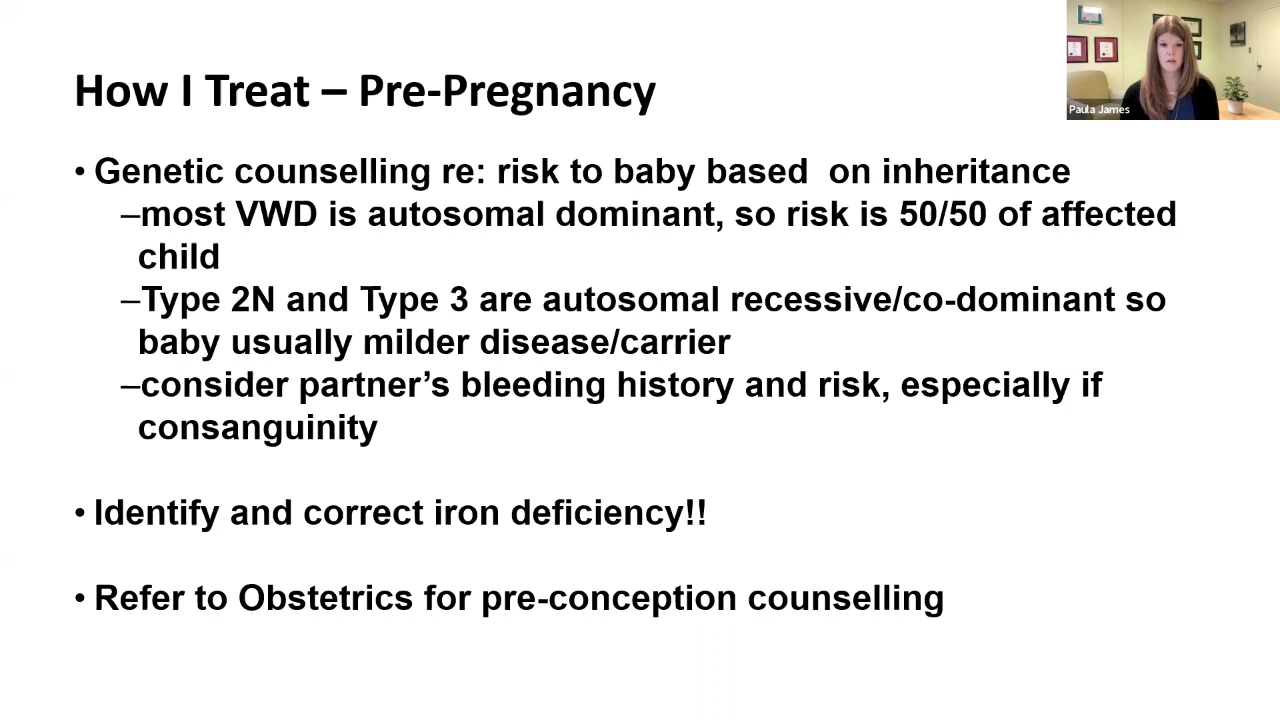 How I Treat – Pre-Pregnancy
Paula James
• Genetic counselling re: risk to baby based  on inheritance
–most VWD is autosomal dominant, so risk is 50/50 of affected
child
–Type 2N and Type 3 are autosomal recessive/co-dominant so
baby usually milder disease/carrier
–consider partner’s bleeding history and risk, especially if
consanguinity
• Identify and correct iron deficiency!!
• Refer to Obstetrics for pre-conception counselling